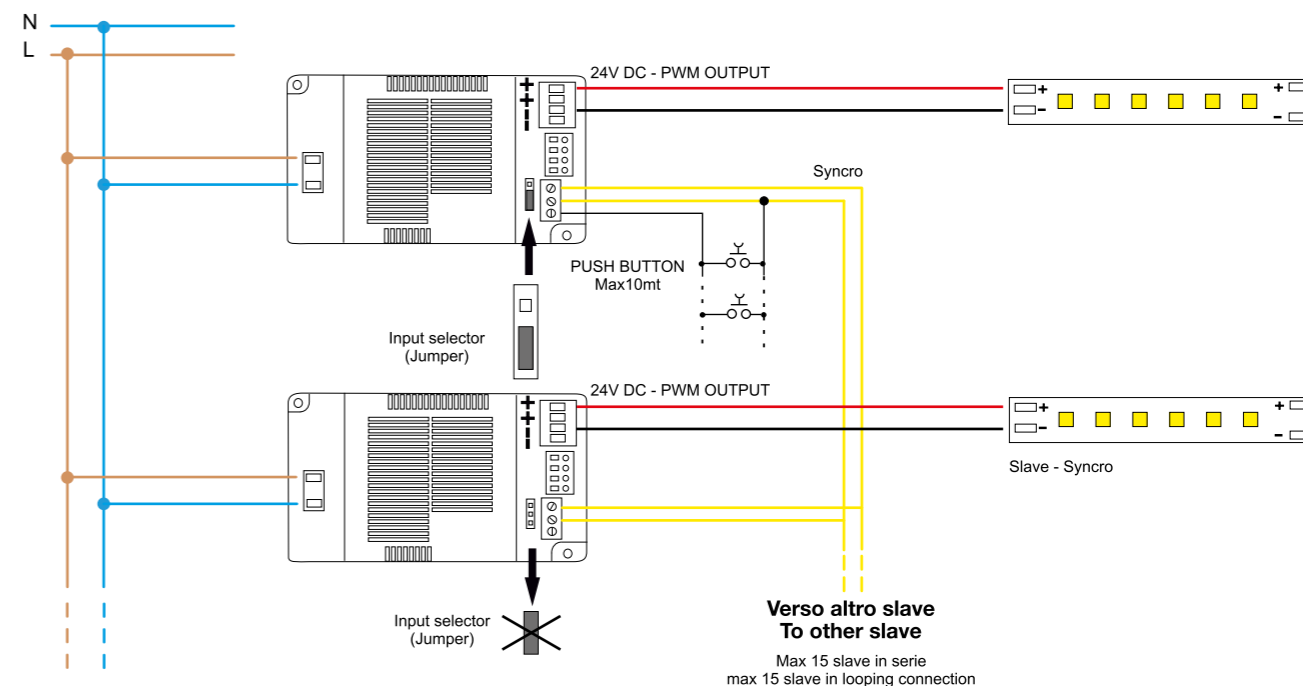 N
L
24V DC - PWM OUTPUT
+
+
-
-
+
-
+
-
Syncro
PUSH BUTTON
Max10mt
Input selector
(Jumper)
24V DC - PWM OUTPUT
+
+
-
-
+
-
+
-
Slave - Syncro
Input selector
(Jumper)
Verso altro slave
To other slave
Max 15 slave in serie
max 15 slave in looping connection